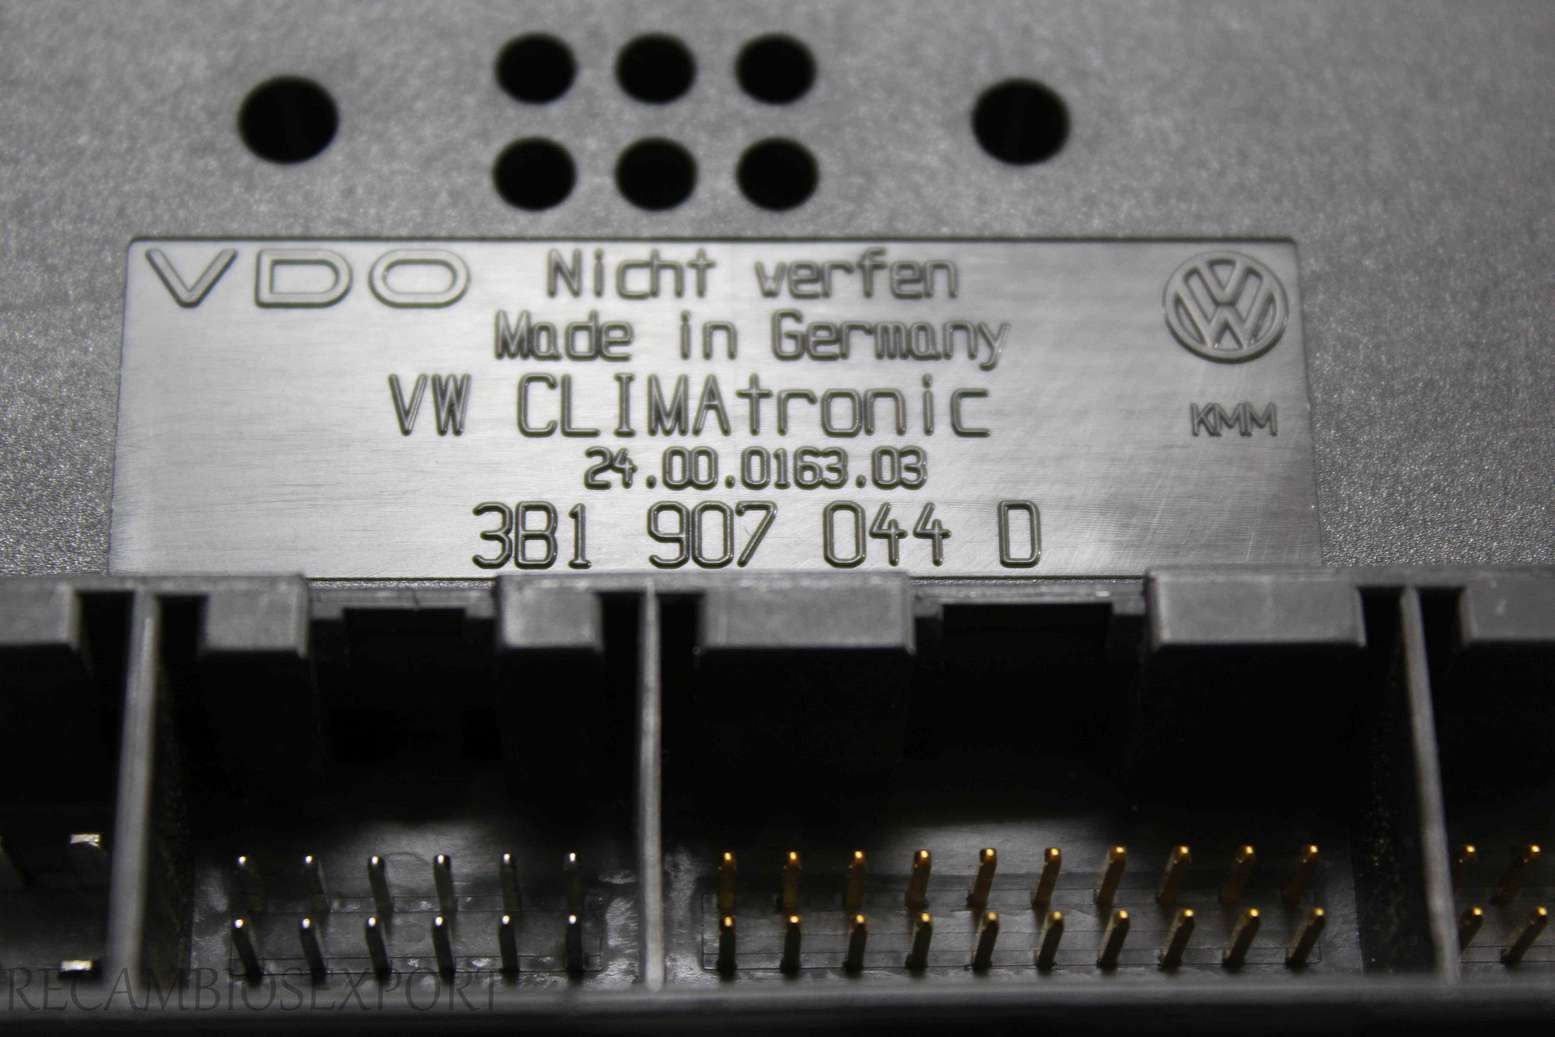 VDO Nicht verfen
Made in Germany
VW CLIMAtronic
KMM
24.00.0163.03
3B1 907 044 D
RECAMBIOSEXPORT